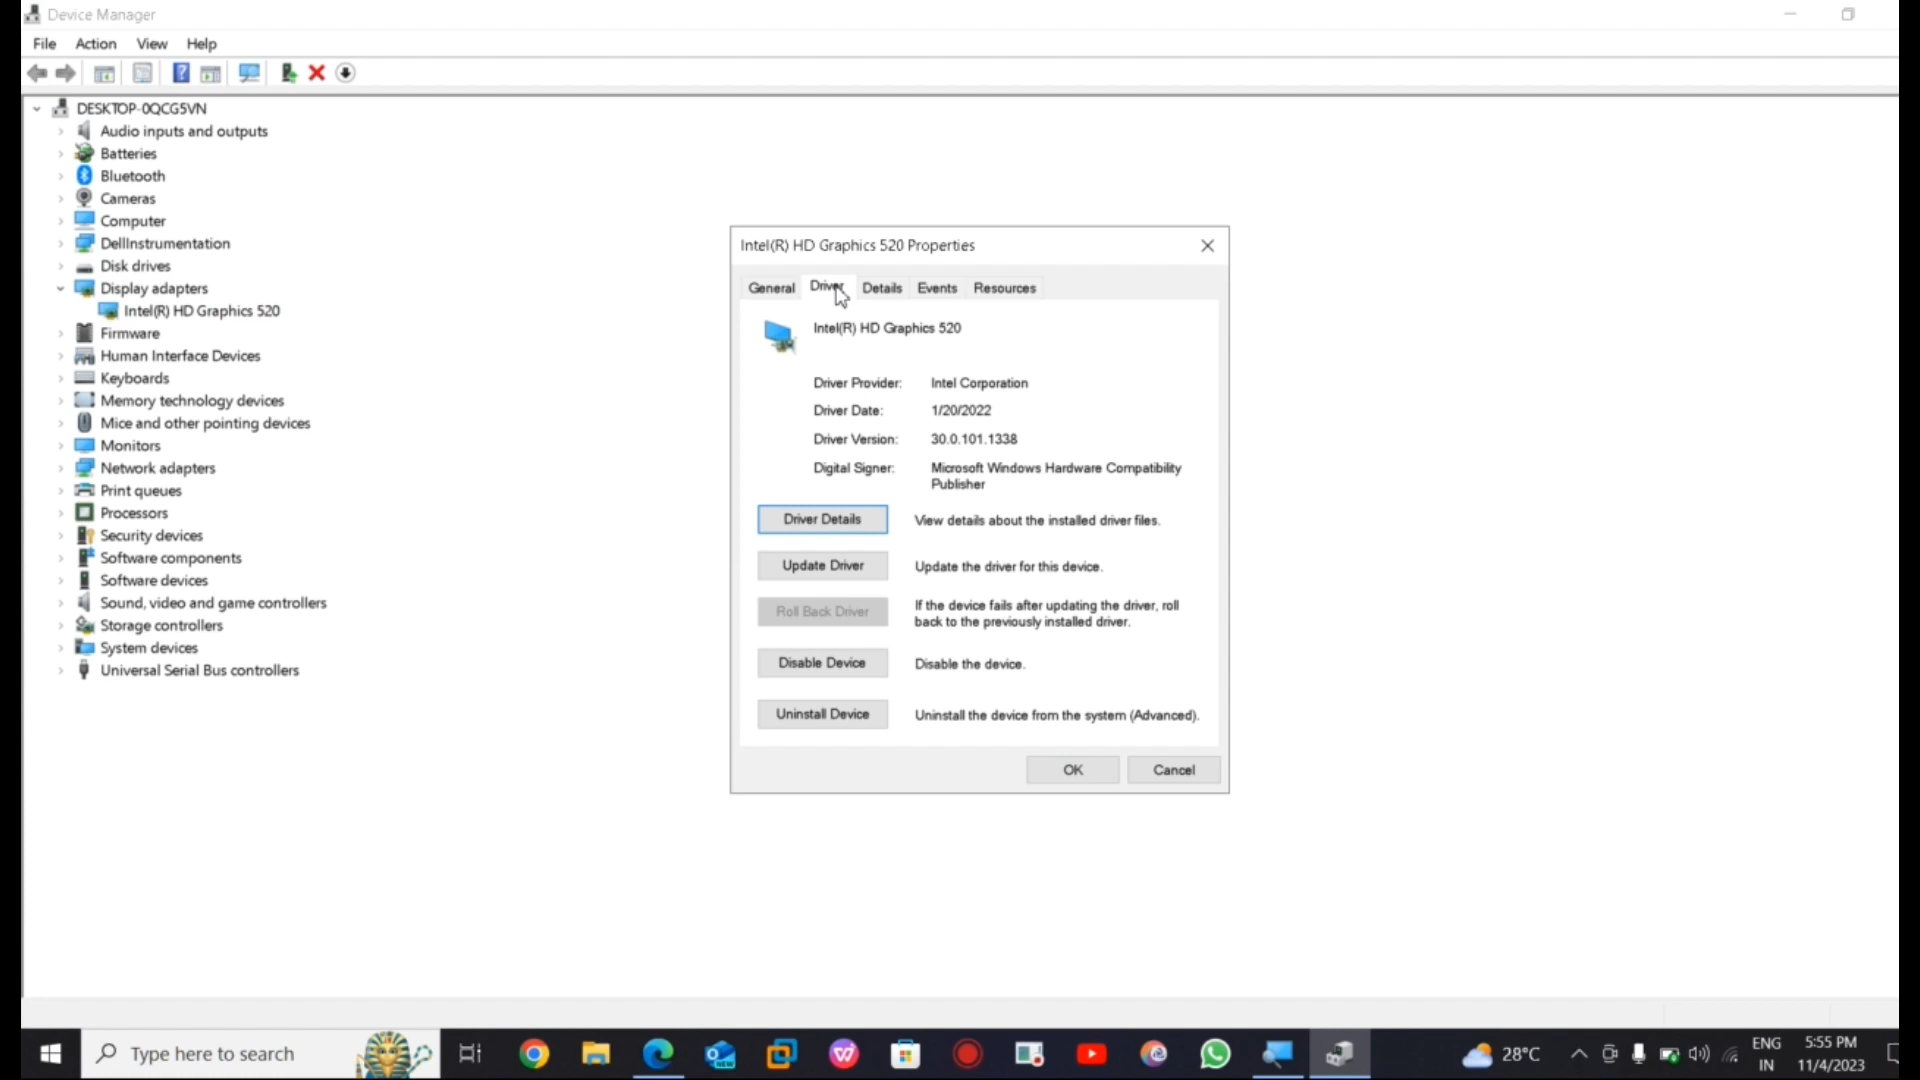 Device Manager
File Action View Help
DESKTOP-0QCG5VN
Audio inputs and outputs
Batteries
Bluetooth
Cameras
Computer
DellInstrumentation
Disk drives
Display adapters
Intel(R) HD Graphics 520
Firmware
Human Interface Devices
Keyboards
Memory technology devices
Mice and other pointing devices
Monitors
Network adapters
Print queues
Processors
Security devices
Software components
Software devices
Sound, video and game controllers
Storage controllers
System devices
Universal Serial Bus controllers
Intel(R) HD Graphics 520 Properties
General Driver Details Events Resources
Intel(R) HD Graphics 520
Driver Provider: Intel Corporation
Driver Date: 1/20/2022
Driver Version: 30.0.101.1338
Digital Signer: Microsoft Windows Hardware Compatibility
Publisher
Driver Details View details about the installed driver files.
Update Driver Update the driver for this device.
Roll Back Driver If the device fails after updating the driver, roll
back to the previously installed driver.
Disable Device Disable the device.
Uninstall Device Uninstall the device from the system (Advanced).
OK Cancel
Type here to search
NEW
28°C
ENG
IN
5:55 PM
11/4/2023